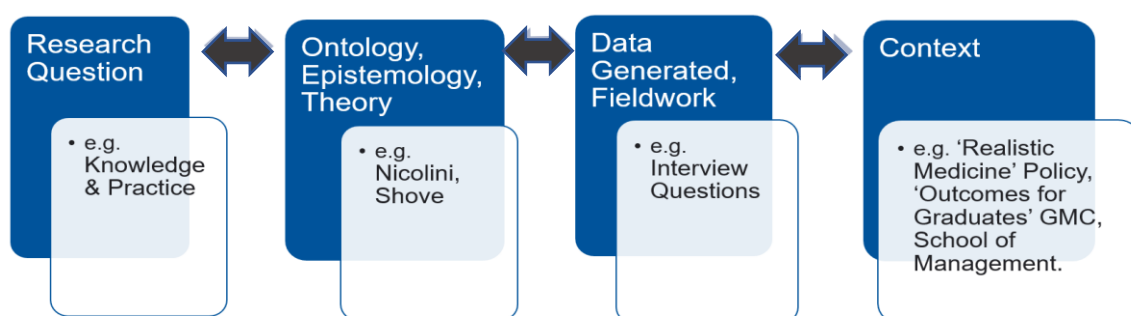 Research
Question
• e.g.
Knowledge
& Practice
Ontology,
Epistemology,
Theory
• e.g.
Nicolini,
Shove
Data
Generated,
Fieldwork
• e.g.
Interview
Questions
Context
• e.g. ‘Realistic
Medicine’ Policy,
‘Outcomes for
Graduates’ GMC,
School of
Management.